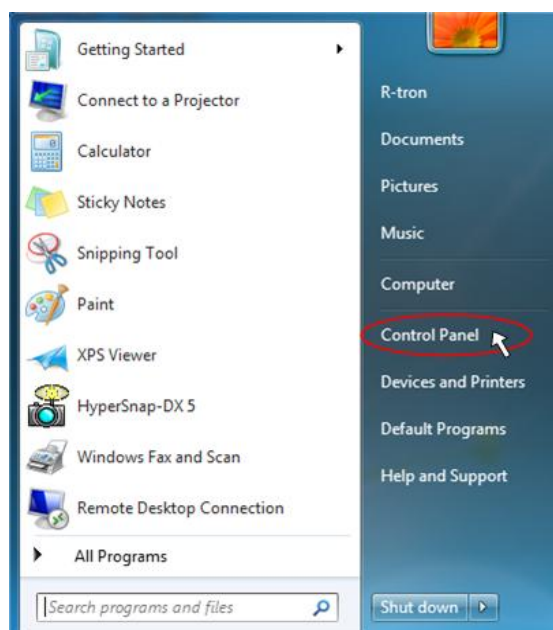 Getting Started
Connect to a Projector
Calculator
Sticky Notes
Snipping Tool
Paint
XPS Viewer
HyperSnap-DX 5
Windows Fax and Scan
Remote Desktop Connection
All Programs
Search programs and files
R-tron
Documents
Pictures
Music
Computer
Control Panel
Devices and Printers
Default Programs
Help and Support
Shut down